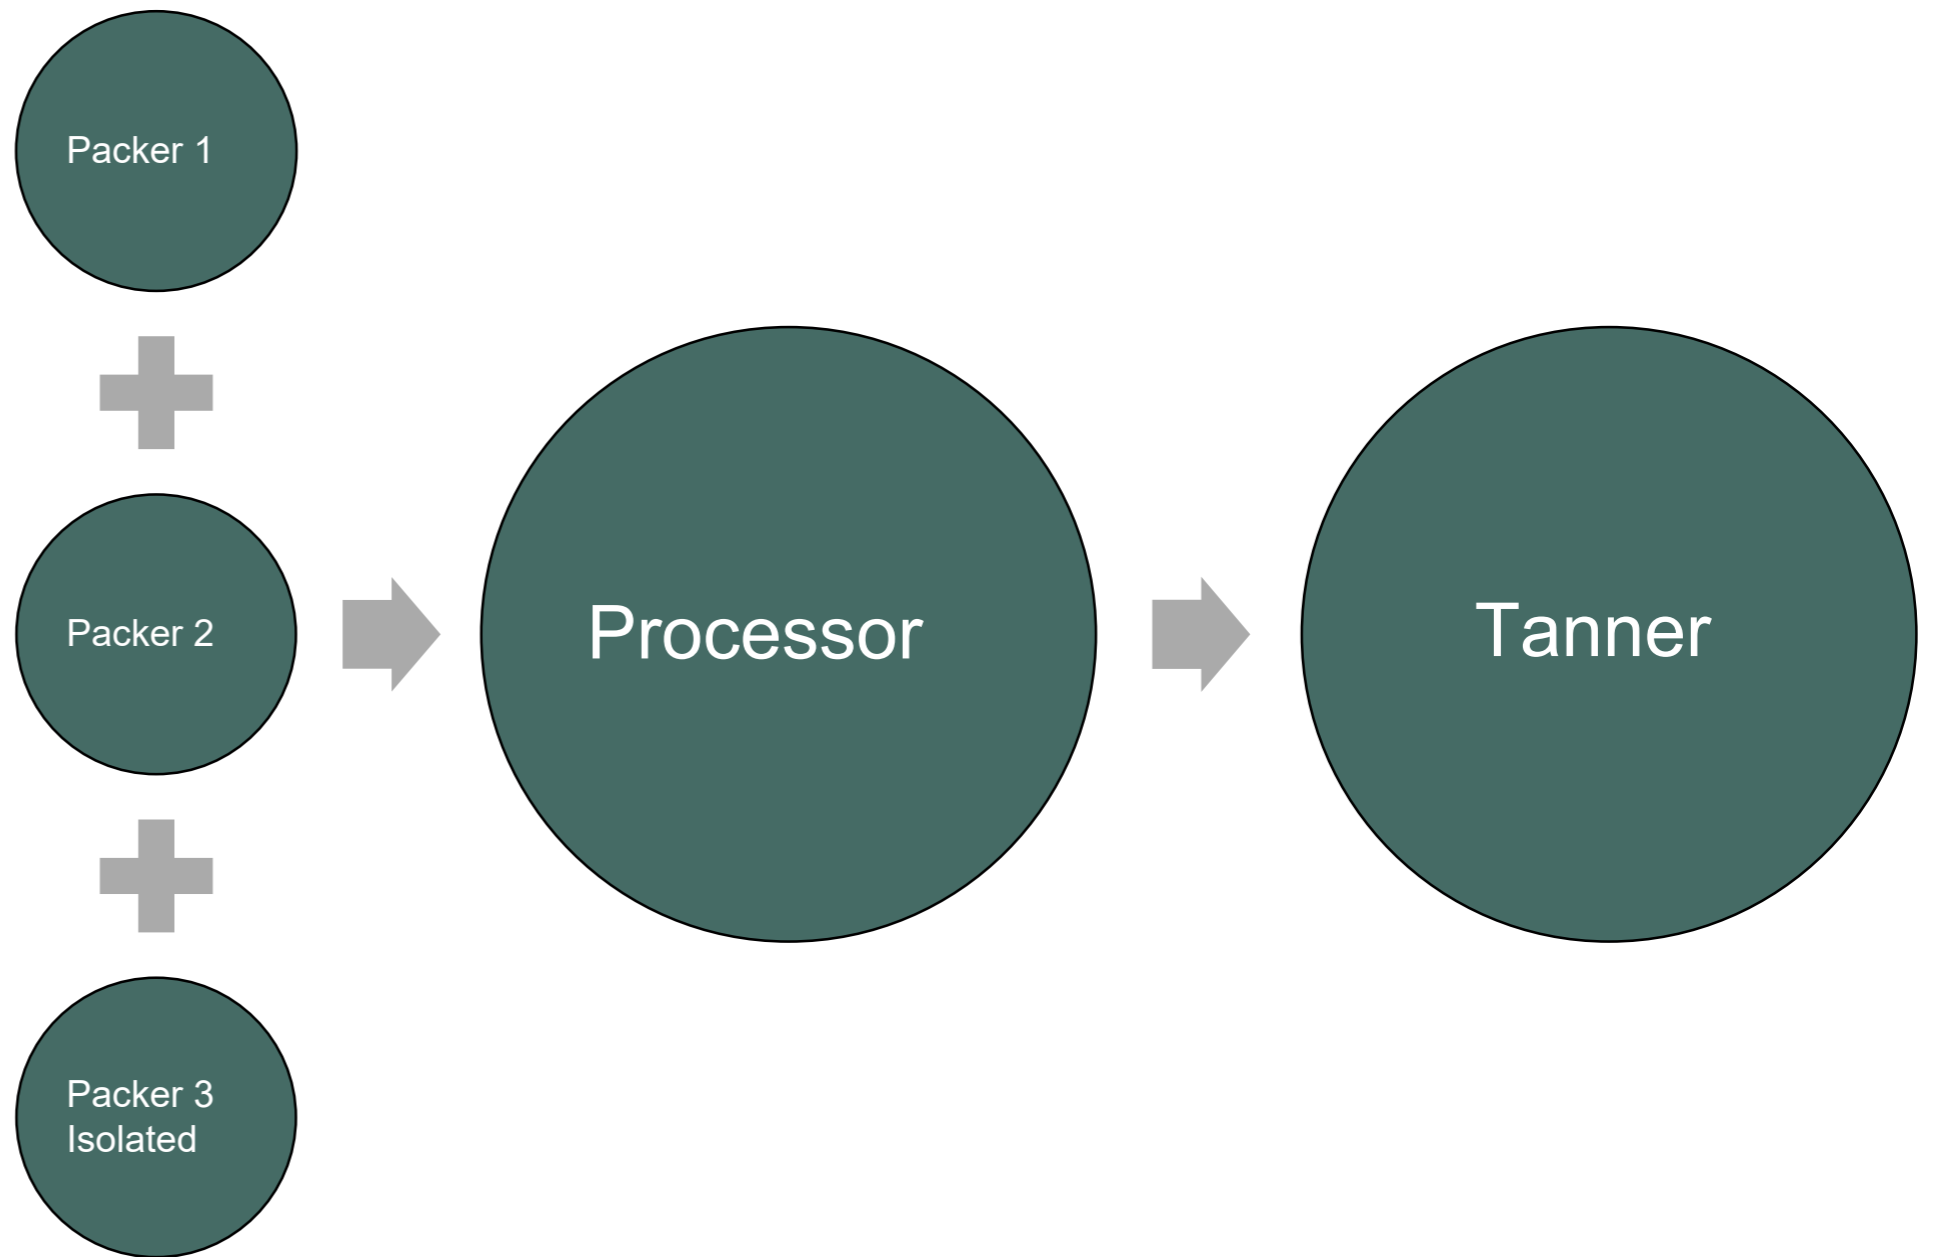 Packer 1
Packer 2
Packer 3
Isolated
Processor
Tanner